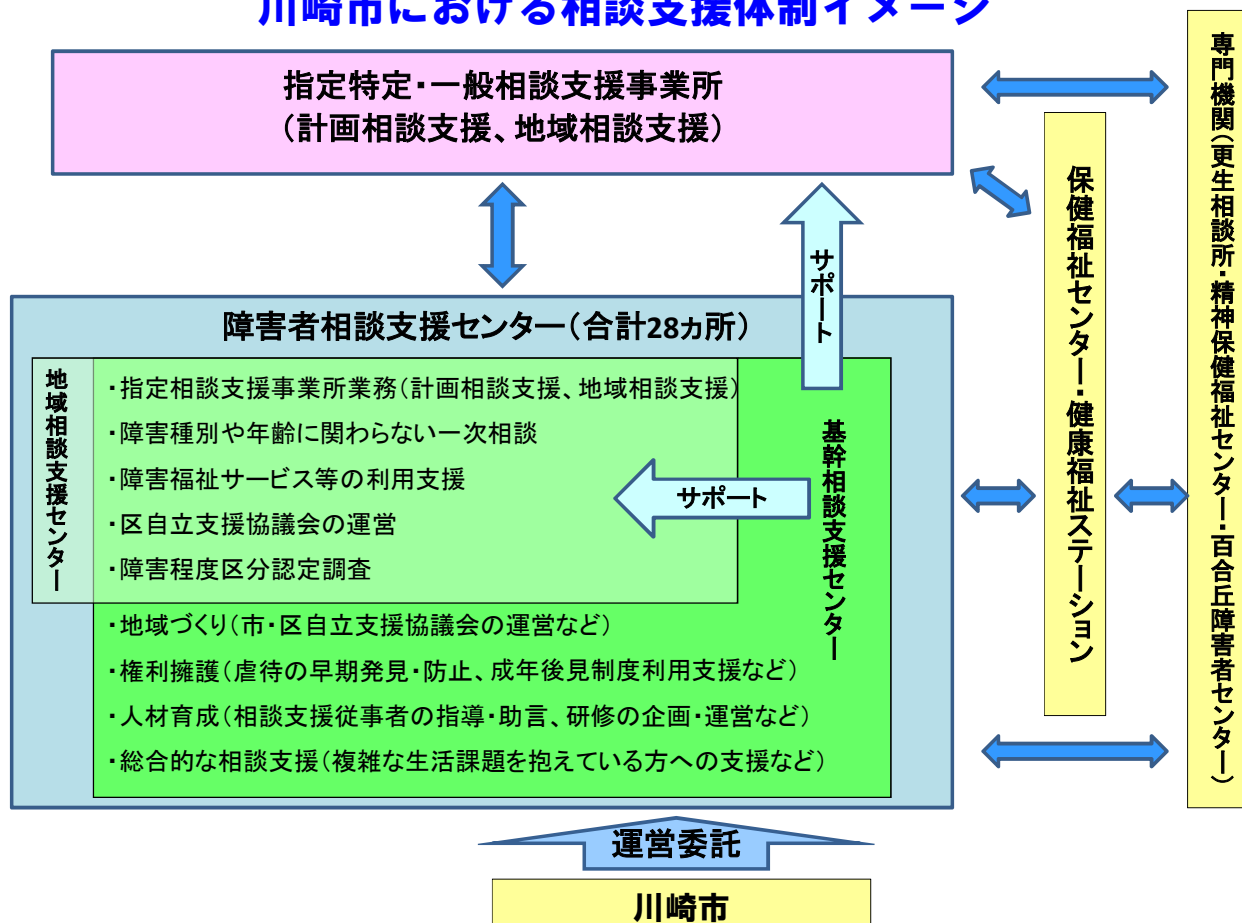 川崎市における相談支援体制イメージ
指定特定・一般相談支援事業所
（計画相談支援、地域相談支援）
サポート
障害者相談支援センター（合計28ヵ所）
地域相談支援センター
・指定相談支援事業所業務（計画相談支援、地域相談支援）
・障害種別や年齢に関わらない一次相談
・障害福祉サービス等の利用支援
・区自立支援協議会の運営
・障害程度区分認定調査
サポート
基幹相談支援センター
・地域づくり（市・区自立支援協議会の運営など）
・権利擁護（虐待の早期発見・防止、成年後見制度利用支援など）
・人材育成（相談支援従事者の指導・助言、研修の企画・運営など）
・総合的な相談支援（複雑な生活課題を抱えている方への支援など）
保健福祉センター・健康福祉ステーション
専門機関（更生相談所・精神保健福祉センター・百合丘障害者センター）
運営委託
川崎市